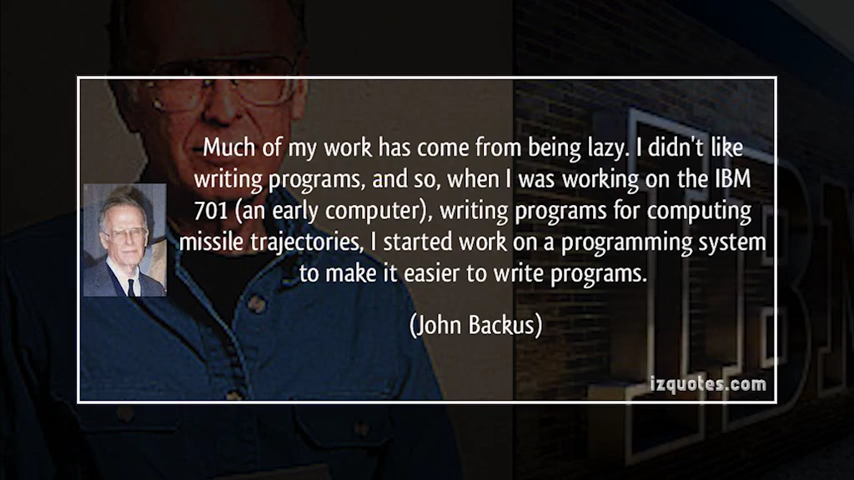 Much of my work has come from being lazy. I didn't like
writing programs, and so, when I was working on the IBM
701 (an early computer), writing programs for computing
missile trajectories, I started work on a programming system
to make it easier to write programs.
(John Backus)
izquotes.com
IBM